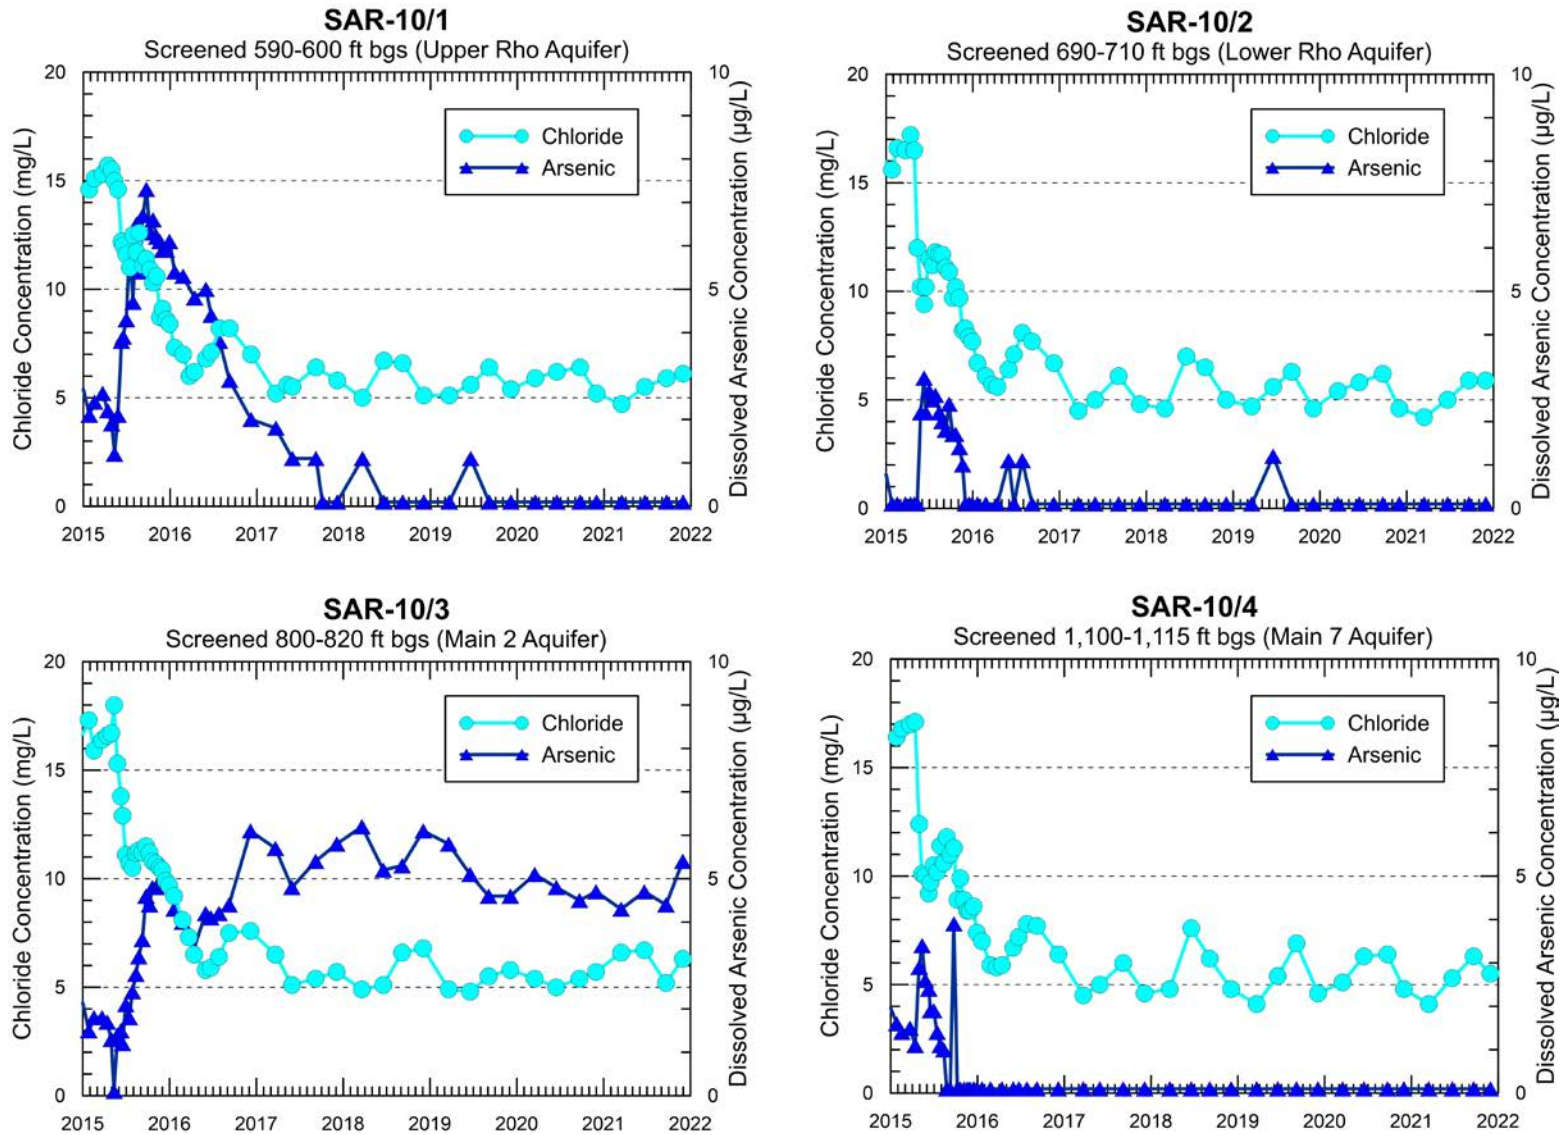 SAR-10/1
Screened 590-600 ft bgs (Upper Rho Aquifer)
Chloride Concentration (mg/L)
20
15
10
5
0
Chloride
Arsenic
10
5
0
Dissolved Arsenic Concentration (µg/L)
2015 2016 2017 2018 2019 2020 2021 2022
SAR-10/2
Screened 690-710 ft bgs (Lower Rho Aquifer)
Chloride Concentration (mg/L)
20
15
10
5
0
Chloride
Arsenic
10
5
0
Dissolved Arsenic Concentration (µg/L)
2015 2016 2017 2018 2019 2020 2021 2022
SAR-10/3
Screened 800-820 ft bgs (Main 2 Aquifer)
Chloride Concentration (mg/L)
20
15
10
5
0
Chloride
Arsenic
10
5
0
Dissolved Arsenic Concentration (µg/L)
2015 2016 2017 2018 2019 2020 2021 2022
SAR-10/4
Screened 1,100-1,115 ft bgs (Main 7 Aquifer)
Chloride Concentration (mg/L)
20
15
10
5
0
Chloride
Arsenic
10
5
0
Dissolved Arsenic Concentration (µg/L)
2015 2016 2017 2018 2019 2020 2021 2022